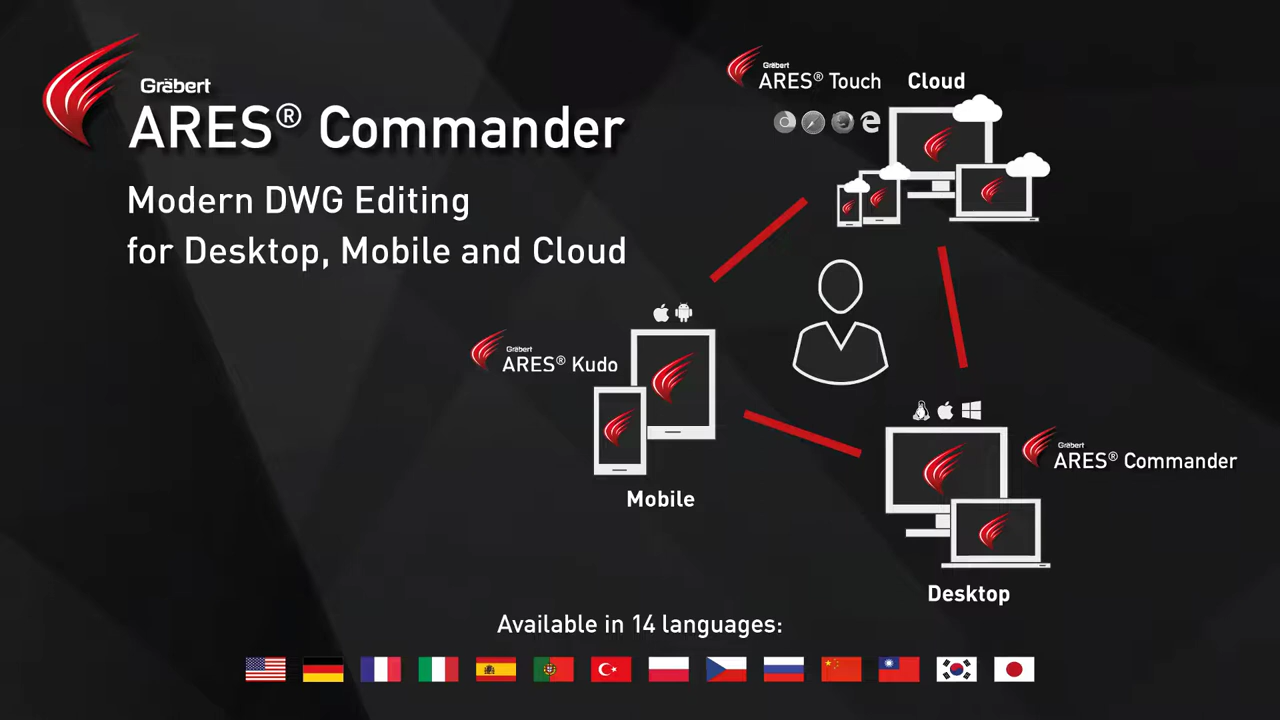 Gräbert
ARES® Commander
Modern DWG Editing
for Desktop, Mobile and Cloud
Gräbert
ARES® Touch
Cloud
Gräbert
ARES® Kudo
Mobile
Gräbert
ARES® Commander
Desktop
Available in 14 languages: